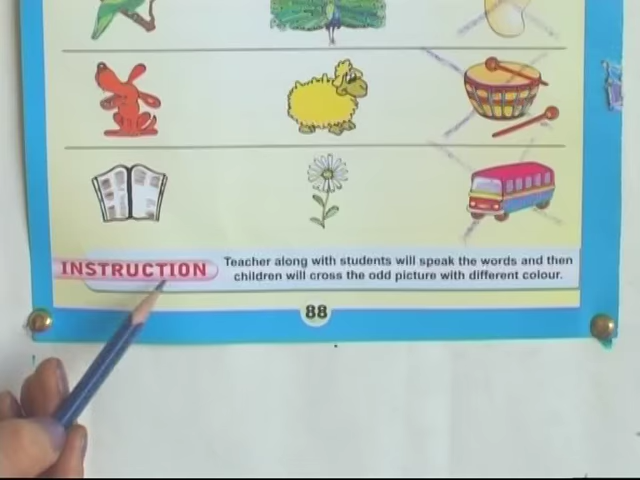 INSTRUCTION
Teacher along with students will speak the words and then
children will cross the odd picture with different colour.
88